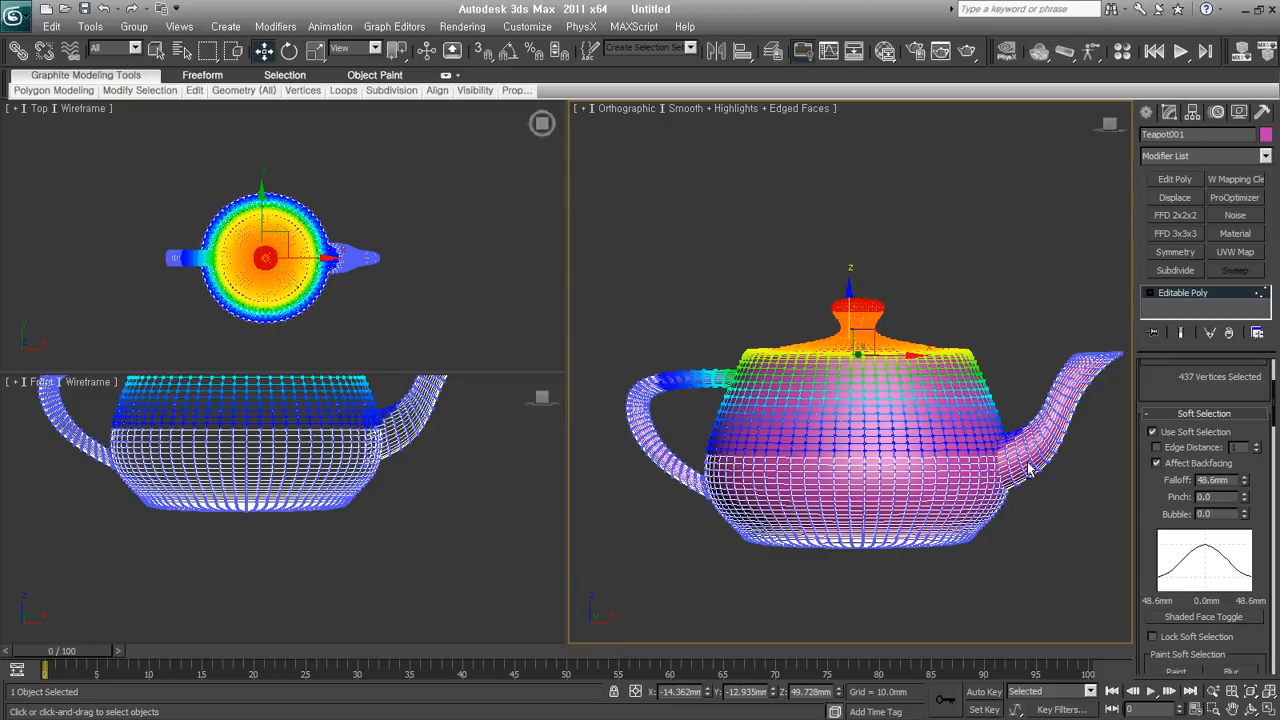 Autodesk 3ds Max 2011 x64 Untitled
Type a keyword or phrase
Edit Tools Group Views Create Modifiers Animation Graph Editors Rendering Customize PhysX MAXScript Help
All View Create Selection Set
Graphite Modeling Tools Freeform Selection Object Paint
Polygon Modeling Modify Selection Edit Geometry (All) Vertices Loops Subdivision Align Visibility Prop...
[ + ] Top ] Wireframe ]
[ + ] Orthographic ] Smooth + Highlights + Edged Faces ]
[ + ] Front ] Wireframe ]
Teapot001
Modifier List
Edit Poly W Mapping Cle
Displace ProOptimizer
FFD 2x2x2 Noise
FFD 3x3x3 Material
Symmetry UVW Map
Subdivide Sweep
Editable Poly
437 Vertices Selected
- Soft Selection
Use Soft Selection
Edge Distance: 1
Affect Backfacing
Falloff: 48.6mm
Pinch: 0.0
Bubble: 0.0
48.6mm 0.0mm 48.6mm
Shaded Face Toggle
Lock Soft Selection
Paint Soft Selection
Paint Blur
z
0 / 100
0 5 10 15 20 25 30 35 40 45 50 55 60 65 70 75 80 85 90 95 100
1 Object Selected X: -14.362mm Y: -12.935mm Z: 49.728mm Grid = 10.0mm Auto Key Selected
Click or click-and-drag to select objects Add Time Tag Set Key Key Filters... 0